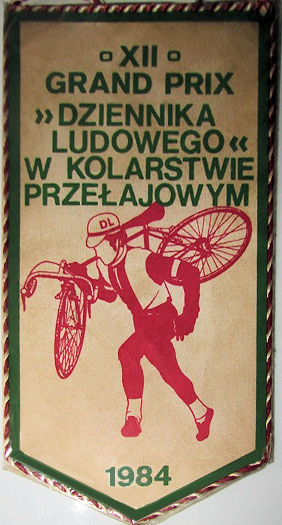 ▫ XII ▫
GRAND PRIX
»DZIENNIKA
LUDOWEGO«
W KOLARSTWIE
PRZEŁAJOWYM
DL
1984